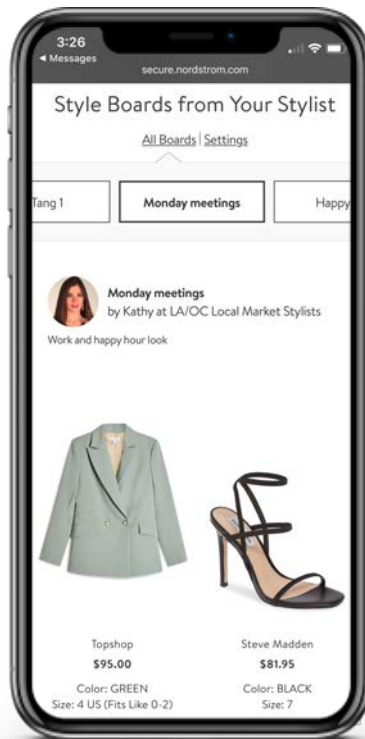 3:26
◀ Messages
secure.nordstrom.com
Style Boards from Your Stylist
All Boards | Settings
Tang 1
Monday meetings
Happy
Monday meetings
by Kathy at LA/OC Local Market Stylists
Work and happy hour look
Topshop
Steve Madden
$95.00
$81.95
Color: GREEN
Color: BLACK
Size: 4 US (Fits Like 0-2)
Size: 7